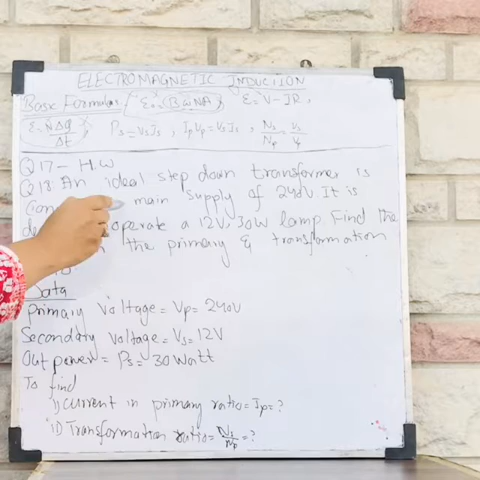 ELECTROMAGNETIC INDUCTION
Basic Formulas ε₀ = BωNA ε = V - IR,
ε = NΔφ/Δt Ps = VsIs, IpVp = VsIs, Ns/Np = Vs/Vp
Q17 - H.W
Q18: An ideal step down transformer is
Con main supply of 240V. It is
operate a 12V, 30W lamp. Find the
the primary & transformation
Data
Primary voltage = Vp = 240V
Secondary voltage = Vs = 12V
Out power = Ps = 30 Watt
To find
i) Current in primary ratio = Ip = ?
ii) Transformation ratio = Ns/Np = ?